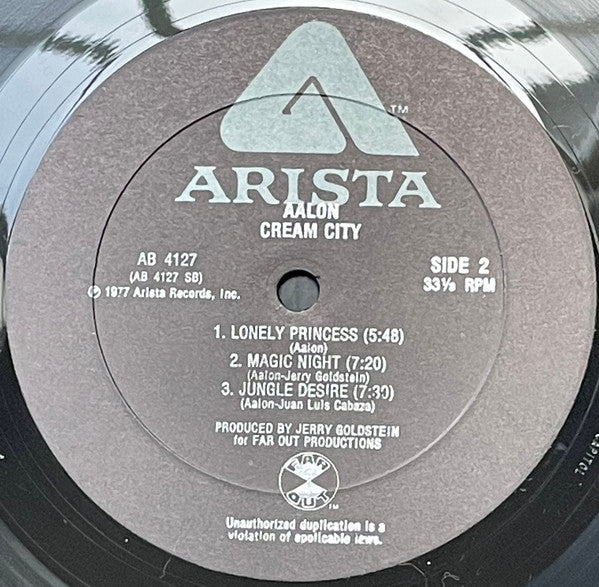 TM
ARISTA
AALON
CREAM CITY
AB 4127
(AB 4127 SB)
℗ 1977 Arista Records, Inc.
SIDE 2
33⅓ RPM
1. LONELY PRINCESS (5:48)
(Aalon)
2. MAGIC NIGHT (7:20)
(Aalon-Jerry Goldstein)
3. JUNGLE DESIRE (7:30)
(Aalon-Juan Luis Cabaza)
PRODUCED BY JERRY GOLDSTEIN
for FAR OUT PRODUCTIONS
FAR
OUT
TM
Unauthorized duplication is a
violation of applicable laws.
CAPITOL